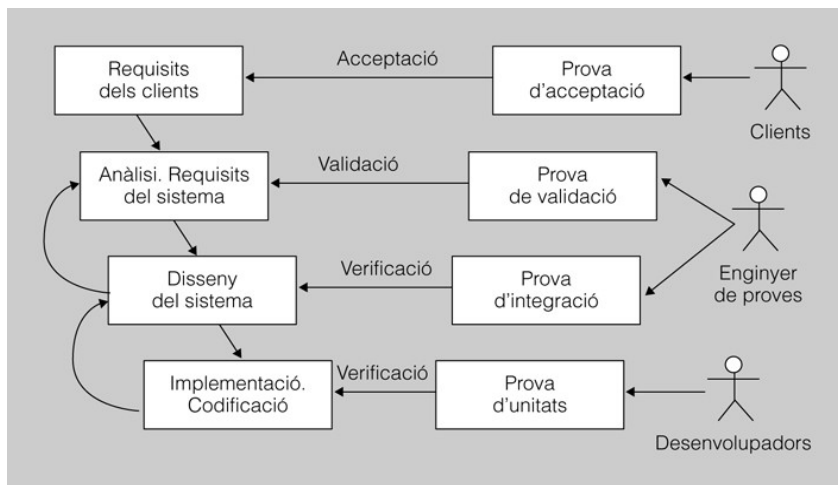 Requisits
dels clients
Acceptació
Prova
d'acceptació
Clients
Anàlisi. Requisits
del sistema
Validació
Prova
de validació
Enginyer
de proves
Disseny
del sistema
Verificació
Prova
d'integració
Implementació.
Codificació
Verificació
Prova
d'unitats
Desenvolupadors